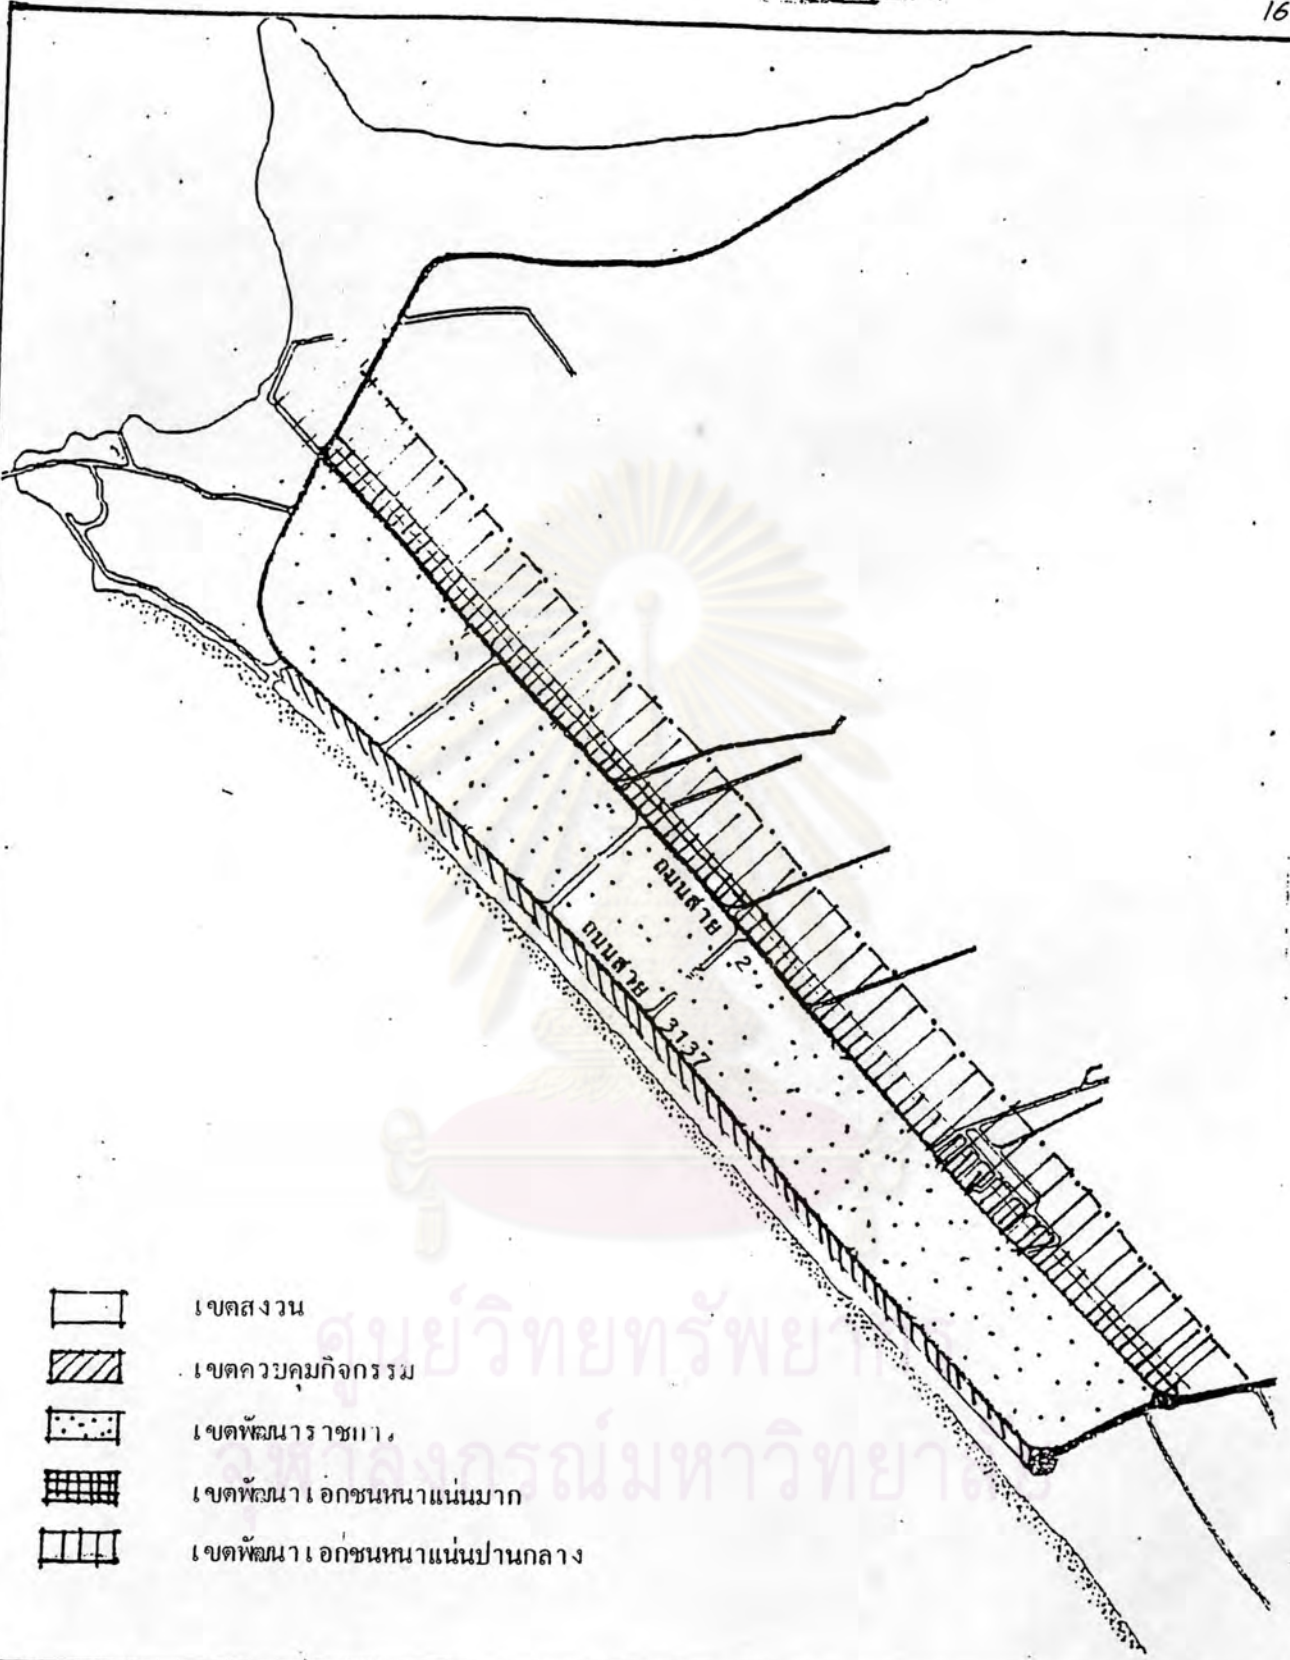 16
ถนนสาย 2
ถนนสาย 3137
เขตสงวน
เขตควบคุมกิจกรรม
เขตพัฒนาราชการ
เขตพัฒนาเอกชนหนาแน่นมาก
เขตพัฒนาเอกชนหนาแน่นปานกลาง
ศูนย์วิทยทรัพยากร
จุฬาลงกรณ์มหาวิทยาลัย